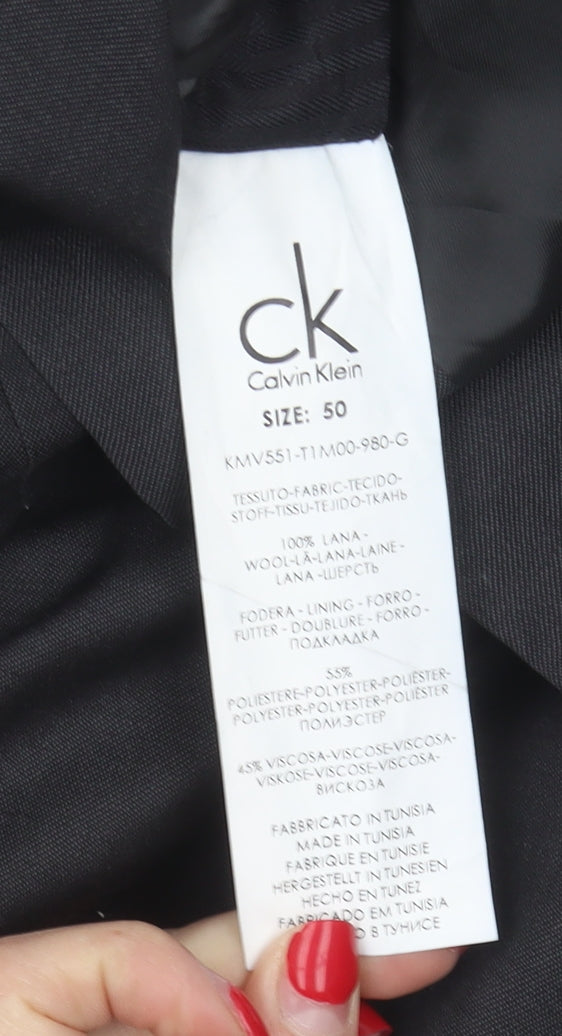 ck
Calvin Klein
SIZE: 50
KMV551-T1M00-980-G
TESSUTO-FABRIC-TECIDO-
STOFF-TISSU-TEJIDO-ТКАНЬ
100% LANA-
WOOL-LÃ-LANA-LAINE-
LANA-ШЕРСТЬ
FODERA - LINING - FORRO -
FUTTER - DOUBLURE - FORRO -
ПОДКЛАДКА
55%
POLIESTERE-POLYESTER-POLIÉSTER-
POLYESTER-POLYESTER-POLIÉSTER
ПОЛИЭСТЕР
45% VISCOSA-VISCOSE-VISCOSA-
VISKOSE-VISCOSE-VISCOSA-
ВИСКОЗА
FABBRICATO IN TUNISIA
MADE IN TUNISIA
FABRIQUE EN TUNISIE
HERGESTELLT IN TUNESIEN
HECHO EN TUNEZ
FABRICADO EM TUNISIA
В ТУНИСЕ